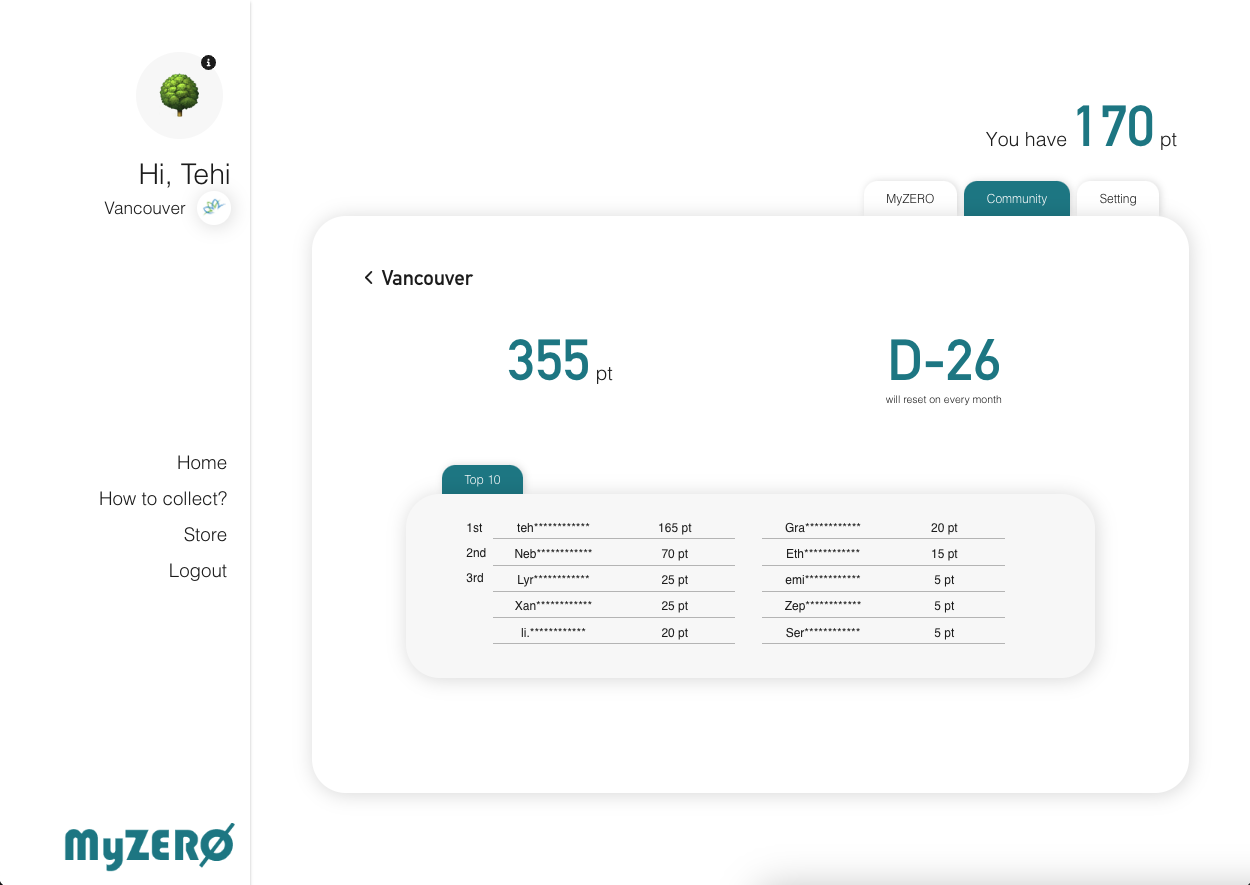 Hi, Tehi
Vancouver
Home
How to collect?
Store
Logout
MyZERO
You have 170 pt
MyZERO Community Setting
< Vancouver
355 pt
D-26
will reset on every month
Top 10
1st teh************ 165 pt
2nd Neb************ 70 pt
3rd Lyr************ 25 pt
Xan************ 25 pt
li.************ 20 pt
Gra************ 20 pt
Eth************ 15 pt
emi************ 5 pt
Zep************ 5 pt
Ser************ 5 pt